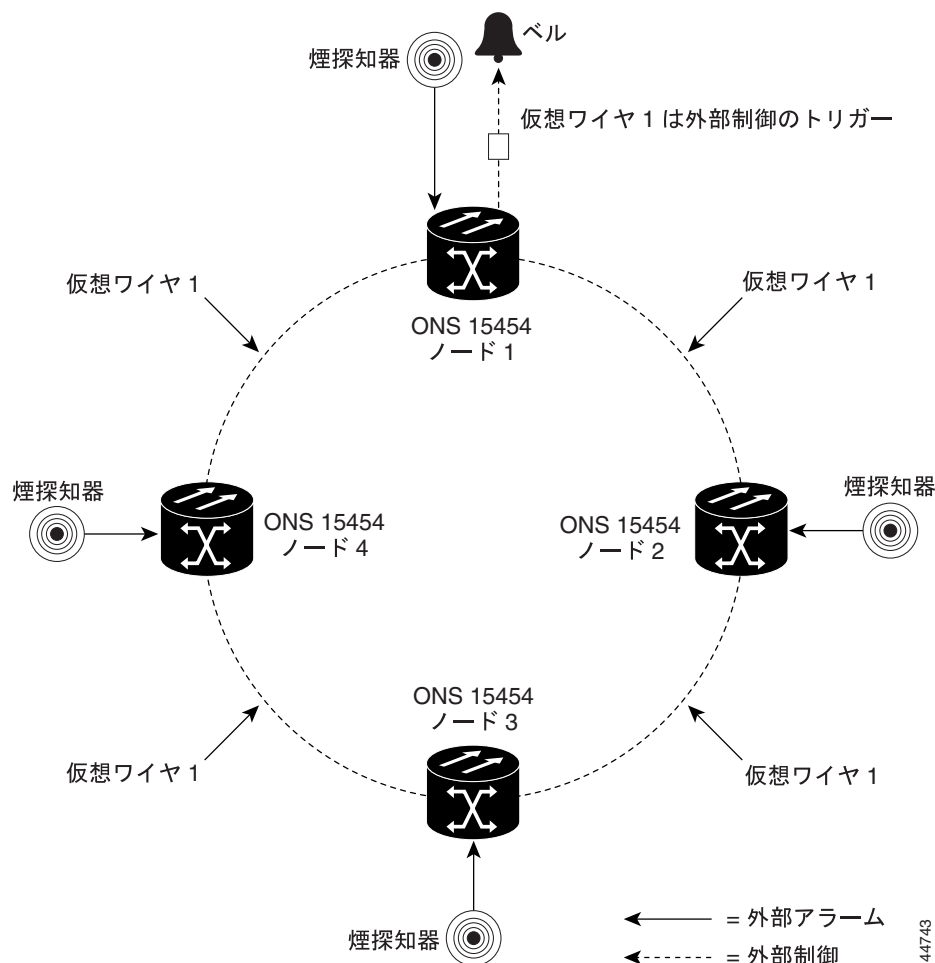 ベル
煙探知器
仮想ワイヤ 1 は外部制御のトリガー
仮想ワイヤ 1
仮想ワイヤ 1
ONS 15454
ノード 1
煙探知器
煙探知器
ONS 15454
ノード 4
ONS 15454
ノード 2
ONS 15454
ノード 3
仮想ワイヤ 1
仮想ワイヤ 1
煙探知器
= 外部アラーム
= 外部制御
44743